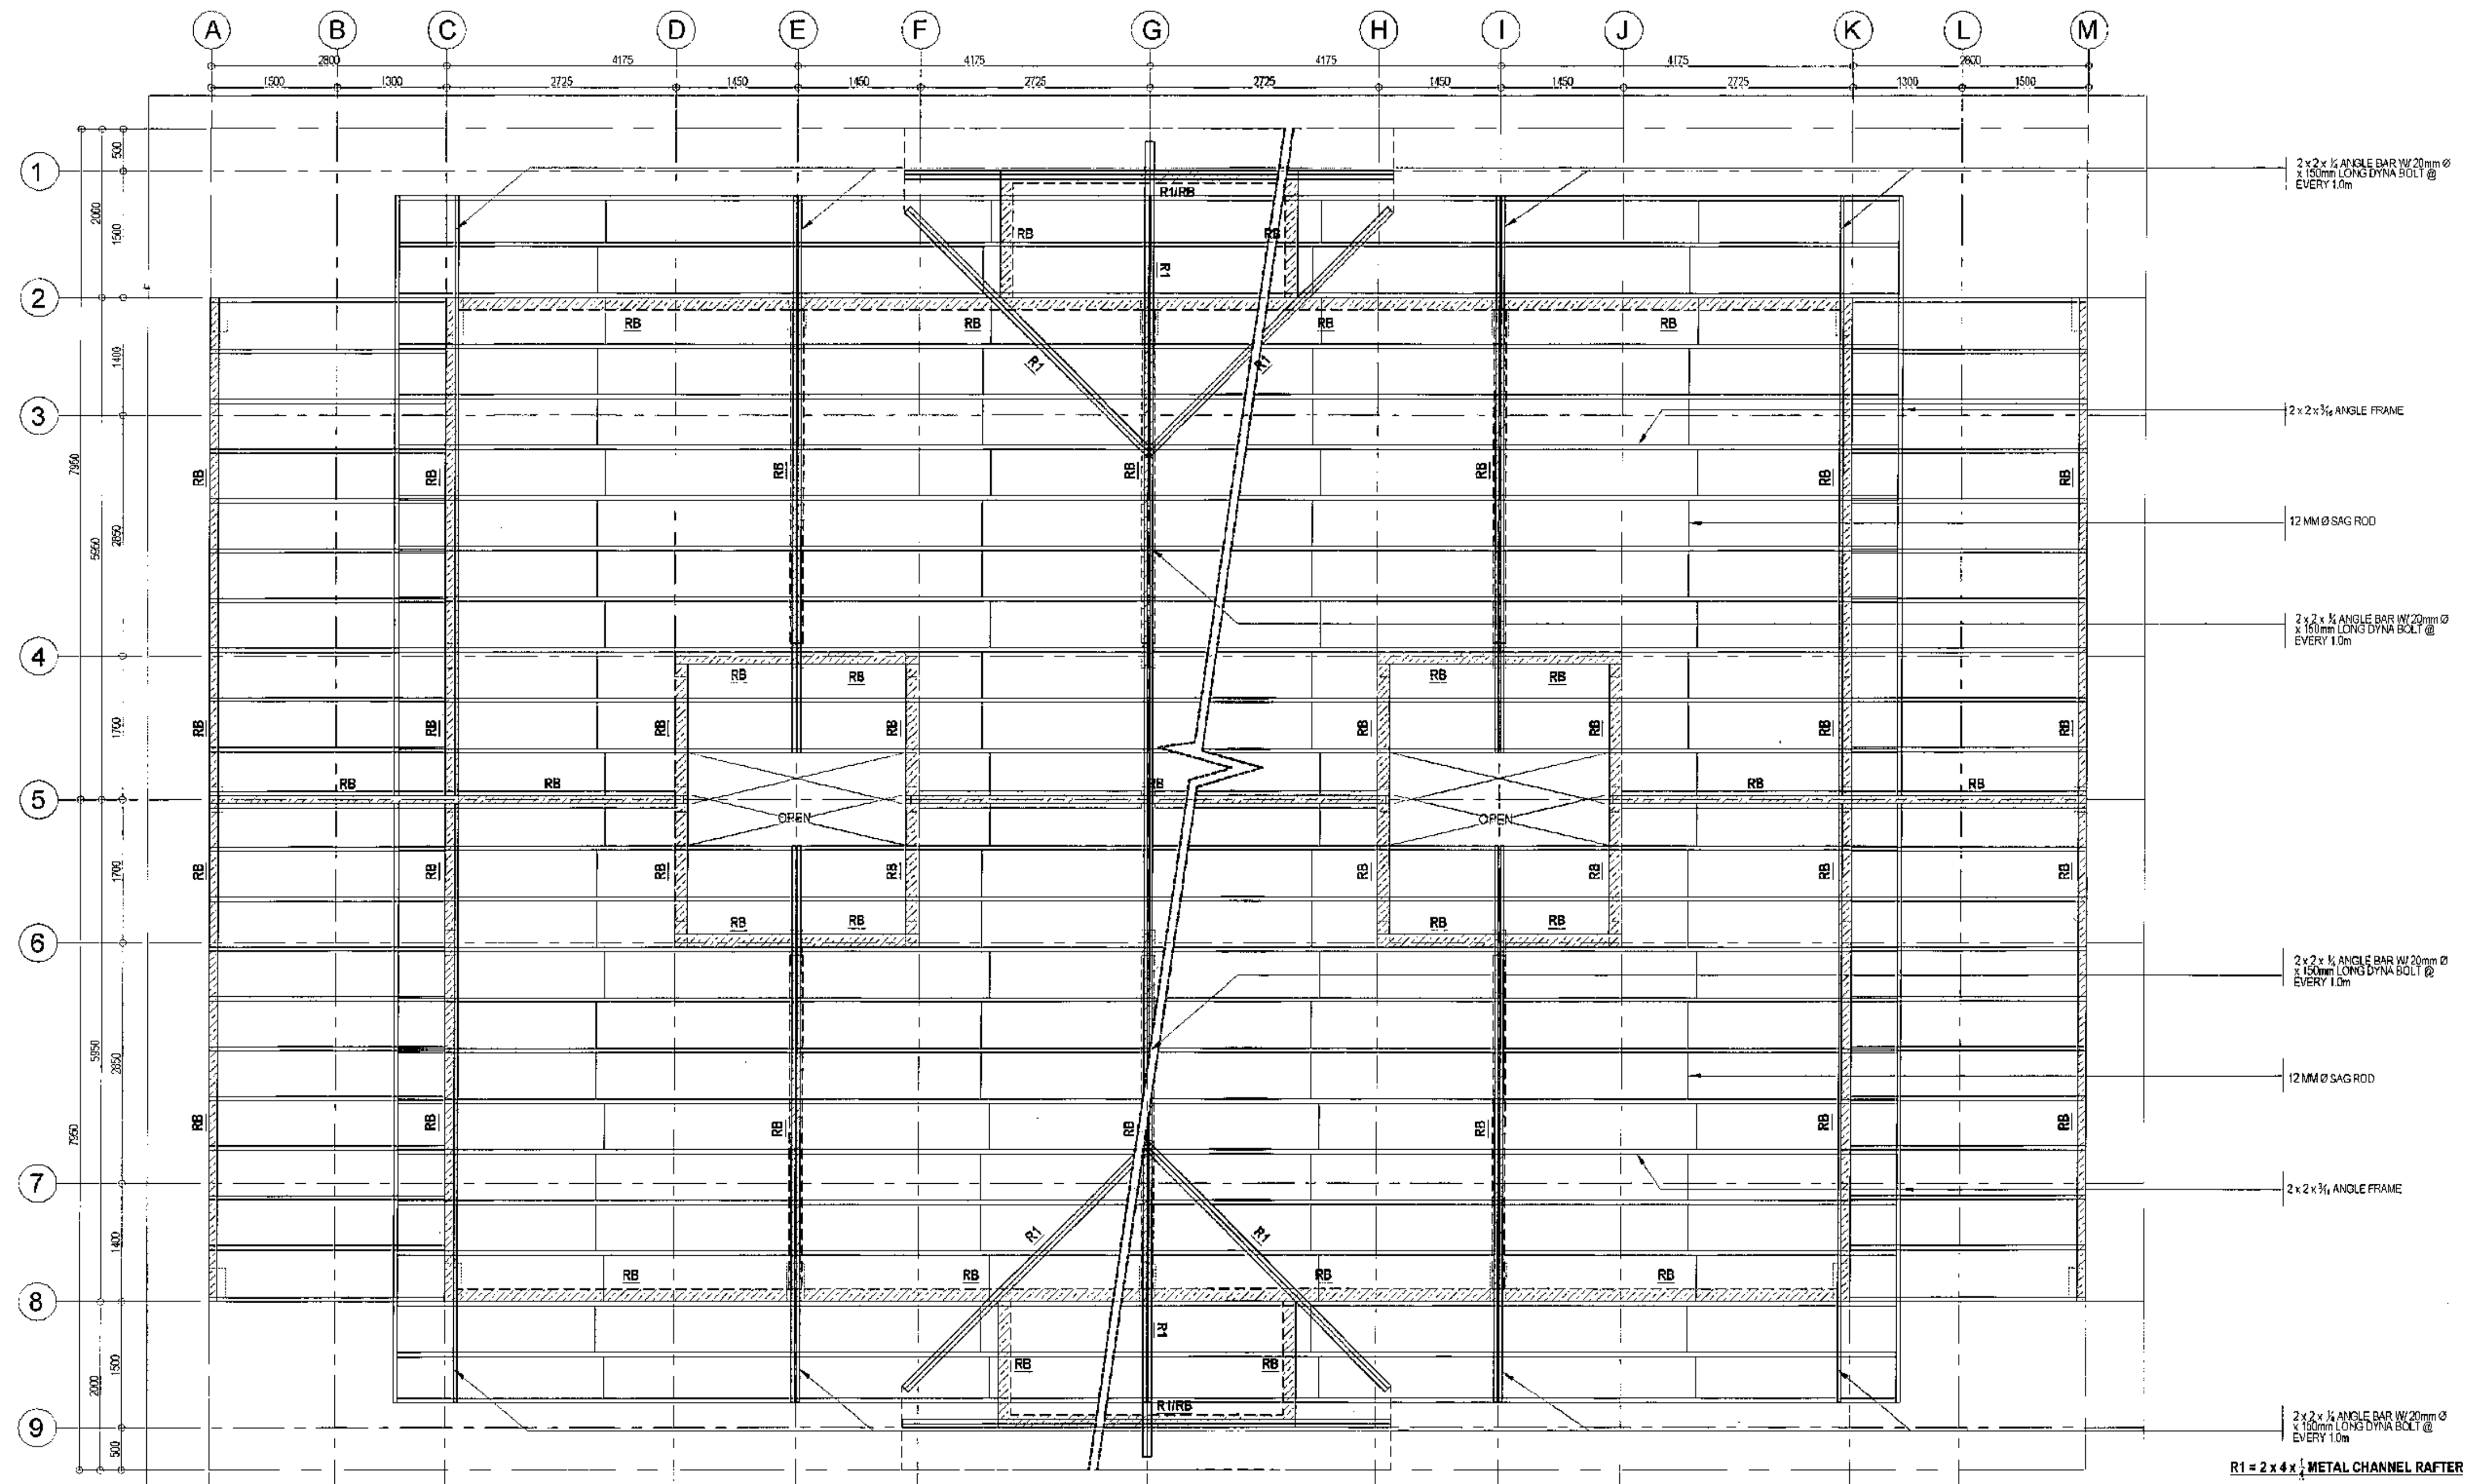 A B C D E F G H I J K L M
2800 4175 4175 4175 4175 2800
1500 1300 2725 1450 1450 2725 2725 1450 1450 2725 1300 1500
500
1
2 x 2 x ¼ ANGLE BAR W/ 20mm Ø
x 150mm LONG DYNA BOLT @
EVERY 1.0m
R1/RB
2000
1500
RB RB
R1
2
RB RB RB RB
1400
R1 R1
3
2 x 2 x 3/16 ANGLE FRAME
7950
RB RB RB RB RB RB RB
5950
2850
12 MM Ø SAG ROD
2 x 2 x ¼ ANGLE BAR W/ 20mm Ø
x 150mm LONG DYNA BOLT @
EVERY 1.0m
4
RB RB RB RB
1700
RB RB RB RB RB RB RB RB
RB RB RB RB RB
5
OPEN OPEN
1700
RB RB RB RB RB RB RB RB
RB RB RB RB
6
2 x 2 x ¼ ANGLE BAR W/ 20mm Ø
x 150mm LONG DYNA BOLT @
EVERY 1.0m
5950
2850
12 MM Ø SAG ROD
7950
RB RB RB RB RB RB RB
7
2 x 2 x 3/16 ANGLE FRAME
1400
R1 R1
RB RB RB RB
8
R1
1500
RB RB
2000
R1/RB
9
2 x 2 x ¼ ANGLE BAR W/ 20mm Ø
x 150mm LONG DYNA BOLT @
EVERY 1.0m
500
R1 = 2 x 4 x ¼ METAL CHANNEL RAFTER